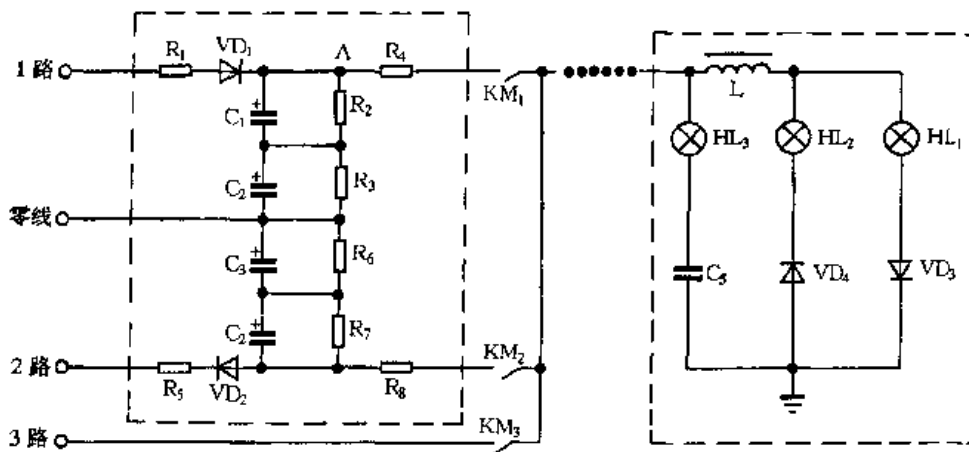 1路
R₁
VD₁
A
R₄
KM₁
C₁
+
R₂
C₂
+
R₃
零线
C₃
+
R₆
C₂
+
R₇
2路
R₅
VD₂
R₈
KM₂
3路
KM₃
L
HL₃
HL₂
HL₁
C₅
VD₄
VD₃